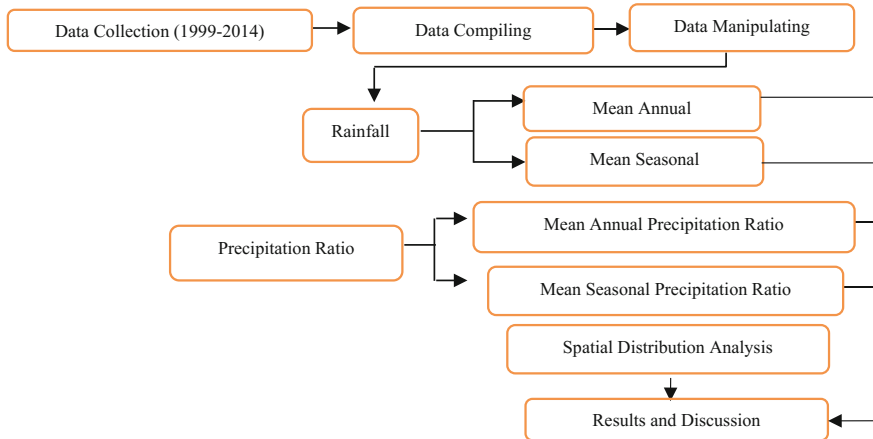 Data Collection (1999-2014)
Data Compiling
Data Manipulating
Rainfall
Mean Annual
Mean Seasonal
Precipitation Ratio
Mean Annual Precipitation Ratio
Mean Seasonal Precipitation Ratio
Spatial Distribution Analysis
Results and Discussion